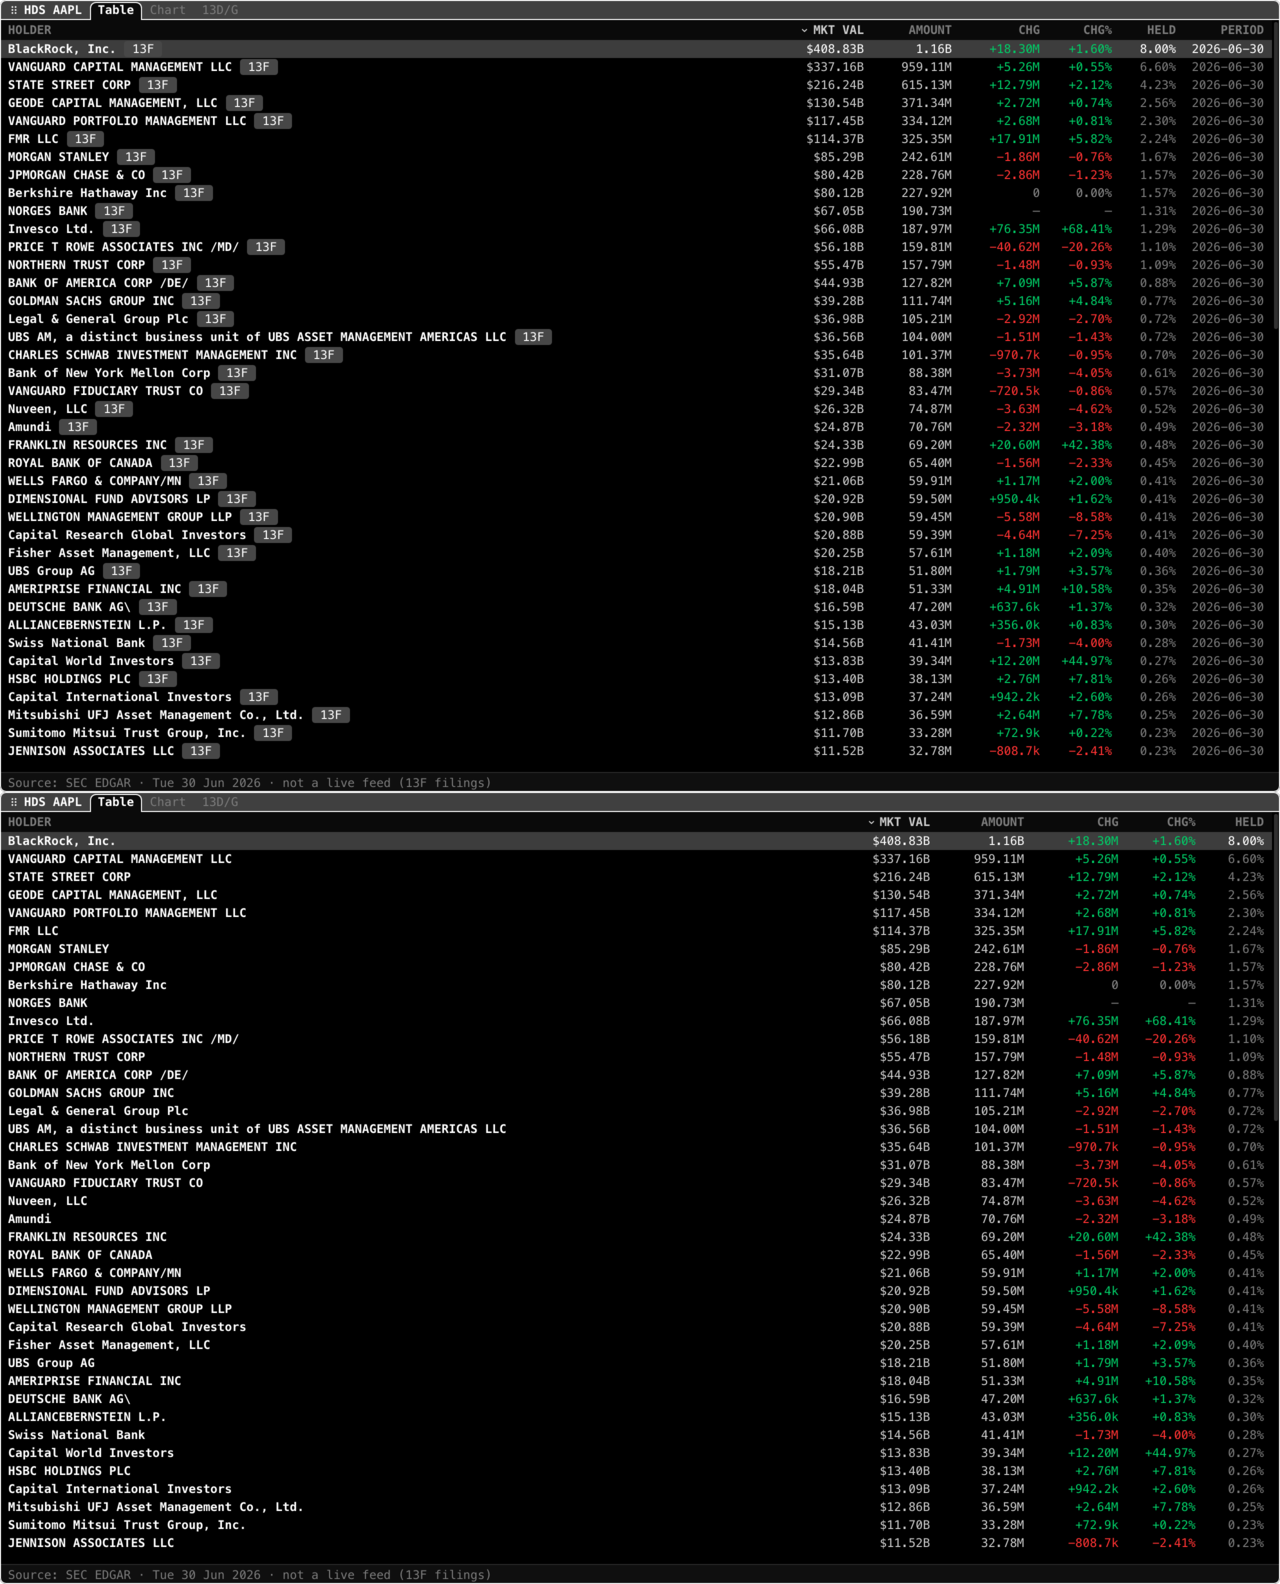 ⠿ HDS AAPL Table Chart 13D/G
HOLDER MKT VAL AMOUNT CHG CHG% HELD PERIOD
BlackRock, Inc. 13F $408.83B 1.16B +18.30M +1.60% 8.00% 2026-06-30
VANGUARD CAPITAL MANAGEMENT LLC 13F $337.16B 959.11M +5.26M +0.55% 6.60% 2026-06-30
STATE STREET CORP 13F $216.24B 615.13M +12.79M +2.12% 4.23% 2026-06-30
GEODE CAPITAL MANAGEMENT, LLC 13F $130.54B 371.34M +2.72M +0.74% 2.56% 2026-06-30
VANGUARD PORTFOLIO MANAGEMENT LLC 13F $117.45B 334.12M +2.68M +0.81% 2.30% 2026-06-30
FMR LLC 13F $114.37B 325.35M +17.91M +5.82% 2.24% 2026-06-30
MORGAN STANLEY 13F $85.29B 242.61M −1.86M −0.76% 1.67% 2026-06-30
JPMORGAN CHASE & CO 13F $80.42B 228.76M −2.86M −1.23% 1.57% 2026-06-30
Berkshire Hathaway Inc 13F $80.12B 227.92M 0 0.00% 1.57% 2026-06-30
NORGES BANK 13F $67.05B 190.73M — — 1.31% 2026-06-30
Invesco Ltd. 13F $66.08B 187.97M +76.35M +68.41% 1.29% 2026-06-30
PRICE T ROWE ASSOCIATES INC /MD/ 13F $56.18B 159.81M −40.62M −20.26% 1.10% 2026-06-30
NORTHERN TRUST CORP 13F $55.47B 157.79M −1.48M −0.93% 1.09% 2026-06-30
BANK OF AMERICA CORP /DE/ 13F $44.93B 127.82M +7.09M +5.87% 0.88% 2026-06-30
GOLDMAN SACHS GROUP INC 13F $39.28B 111.74M +5.16M +4.84% 0.77% 2026-06-30
Legal & General Group Plc 13F $36.98B 105.21M −2.92M −2.70% 0.72% 2026-06-30
UBS AM, a distinct business unit of UBS ASSET MANAGEMENT AMERICAS LLC 13F $36.56B 104.00M −1.51M −1.43% 0.72% 2026-06-30
CHARLES SCHWAB INVESTMENT MANAGEMENT INC 13F $35.64B 101.37M −970.7k −0.95% 0.70% 2026-06-30
Bank of New York Mellon Corp 13F $31.07B 88.38M −3.73M −4.05% 0.61% 2026-06-30
VANGUARD FIDUCIARY TRUST CO 13F $29.34B 83.47M −720.5k −0.86% 0.57% 2026-06-30
Nuveen, LLC 13F $26.32B 74.87M −3.63M −4.62% 0.52% 2026-06-30
Amundi 13F $24.87B 70.76M −2.32M −3.18% 0.49% 2026-06-30
FRANKLIN RESOURCES INC 13F $24.33B 69.20M +20.60M +42.38% 0.48% 2026-06-30
ROYAL BANK OF CANADA 13F $22.99B 65.40M −1.56M −2.33% 0.45% 2026-06-30
WELLS FARGO & COMPANY/MN 13F $21.06B 59.91M +1.17M +2.00% 0.41% 2026-06-30
DIMENSIONAL FUND ADVISORS LP 13F $20.92B 59.50M +950.4k +1.62% 0.41% 2026-06-30
WELLINGTON MANAGEMENT GROUP LLP 13F $20.90B 59.45M −5.58M −8.58% 0.41% 2026-06-30
Capital Research Global Investors 13F $20.88B 59.39M −4.64M −7.25% 0.41% 2026-06-30
Fisher Asset Management, LLC 13F $20.25B 57.61M +1.18M +2.09% 0.40% 2026-06-30
UBS Group AG 13F $18.21B 51.80M +1.79M +3.57% 0.36% 2026-06-30
AMERIPRISE FINANCIAL INC 13F $18.04B 51.33M +4.91M +10.58% 0.35% 2026-06-30
DEUTSCHE BANK AG\ 13F $16.59B 47.20M +637.6k +1.37% 0.32% 2026-06-30
ALLIANCEBERNSTEIN L.P. 13F $15.13B 43.03M +356.0k +0.83% 0.30% 2026-06-30
Swiss National Bank 13F $14.56B 41.41M −1.73M −4.00% 0.28% 2026-06-30
Capital World Investors 13F $13.83B 39.34M +12.20M +44.97% 0.27% 2026-06-30
HSBC HOLDINGS PLC 13F $13.40B 38.13M +2.76M +7.81% 0.26% 2026-06-30
Capital International Investors 13F $13.09B 37.24M +942.2k +2.60% 0.26% 2026-06-30
Mitsubishi UFJ Asset Management Co., Ltd. 13F $12.86B 36.59M +2.64M +7.78% 0.25% 2026-06-30
Sumitomo Mitsui Trust Group, Inc. 13F $11.70B 33.28M +72.9k +0.22% 0.23% 2026-06-30
JENNISON ASSOCIATES LLC 13F $11.52B 32.78M −808.7k −2.41% 0.23% 2026-06-30
Source: SEC EDGAR · Tue 30 Jun 2026 · not a live feed (13F filings)
⠿ HDS AAPL Table Chart 13D/G
HOLDER MKT VAL AMOUNT CHG CHG% HELD
BlackRock, Inc. $408.83B 1.16B +18.30M +1.60% 8.00%
VANGUARD CAPITAL MANAGEMENT LLC $337.16B 959.11M +5.26M +0.55% 6.60%
STATE STREET CORP $216.24B 615.13M +12.79M +2.12% 4.23%
GEODE CAPITAL MANAGEMENT, LLC $130.54B 371.34M +2.72M +0.74% 2.56%
VANGUARD PORTFOLIO MANAGEMENT LLC $117.45B 334.12M +2.68M +0.81% 2.30%
FMR LLC $114.37B 325.35M +17.91M +5.82% 2.24%
MORGAN STANLEY $85.29B 242.61M −1.86M −0.76% 1.67%
JPMORGAN CHASE & CO $80.42B 228.76M −2.86M −1.23% 1.57%
Berkshire Hathaway Inc $80.12B 227.92M 0 0.00% 1.57%
NORGES BANK $67.05B 190.73M — — 1.31%
Invesco Ltd. $66.08B 187.97M +76.35M +68.41% 1.29%
PRICE T ROWE ASSOCIATES INC /MD/ $56.18B 159.81M −40.62M −20.26% 1.10%
NORTHERN TRUST CORP $55.47B 157.79M −1.48M −0.93% 1.09%
BANK OF AMERICA CORP /DE/ $44.93B 127.82M +7.09M +5.87% 0.88%
GOLDMAN SACHS GROUP INC $39.28B 111.74M +5.16M +4.84% 0.77%
Legal & General Group Plc $36.98B 105.21M −2.92M −2.70% 0.72%
UBS AM, a distinct business unit of UBS ASSET MANAGEMENT AMERICAS LLC $36.56B 104.00M −1.51M −1.43% 0.72%
CHARLES SCHWAB INVESTMENT MANAGEMENT INC $35.64B 101.37M −970.7k −0.95% 0.70%
Bank of New York Mellon Corp $31.07B 88.38M −3.73M −4.05% 0.61%
VANGUARD FIDUCIARY TRUST CO $29.34B 83.47M −720.5k −0.86% 0.57%
Nuveen, LLC $26.32B 74.87M −3.63M −4.62% 0.52%
Amundi $24.87B 70.76M −2.32M −3.18% 0.49%
FRANKLIN RESOURCES INC $24.33B 69.20M +20.60M +42.38% 0.48%
ROYAL BANK OF CANADA $22.99B 65.40M −1.56M −2.33% 0.45%
WELLS FARGO & COMPANY/MN $21.06B 59.91M +1.17M +2.00% 0.41%
DIMENSIONAL FUND ADVISORS LP $20.92B 59.50M +950.4k +1.62% 0.41%
WELLINGTON MANAGEMENT GROUP LLP $20.90B 59.45M −5.58M −8.58% 0.41%
Capital Research Global Investors $20.88B 59.39M −4.64M −7.25% 0.41%
Fisher Asset Management, LLC $20.25B 57.61M +1.18M +2.09% 0.40%
UBS Group AG $18.21B 51.80M +1.79M +3.57% 0.36%
AMERIPRISE FINANCIAL INC $18.04B 51.33M +4.91M +10.58% 0.35%
DEUTSCHE BANK AG\ $16.59B 47.20M +637.6k +1.37% 0.32%
ALLIANCEBERNSTEIN L.P. $15.13B 43.03M +356.0k +0.83% 0.30%
Swiss National Bank $14.56B 41.41M −1.73M −4.00% 0.28%
Capital World Investors $13.83B 39.34M +12.20M +44.97% 0.27%
HSBC HOLDINGS PLC $13.40B 38.13M +2.76M +7.81% 0.26%
Capital International Investors $13.09B 37.24M +942.2k +2.60% 0.26%
Mitsubishi UFJ Asset Management Co., Ltd. $12.86B 36.59M +2.64M +7.78% 0.25%
Sumitomo Mitsui Trust Group, Inc. $11.70B 33.28M +72.9k +0.22% 0.23%
JENNISON ASSOCIATES LLC $11.52B 32.78M −808.7k −2.41% 0.23%
Source: SEC EDGAR · Tue 30 Jun 2026 · not a live feed (13F filings)